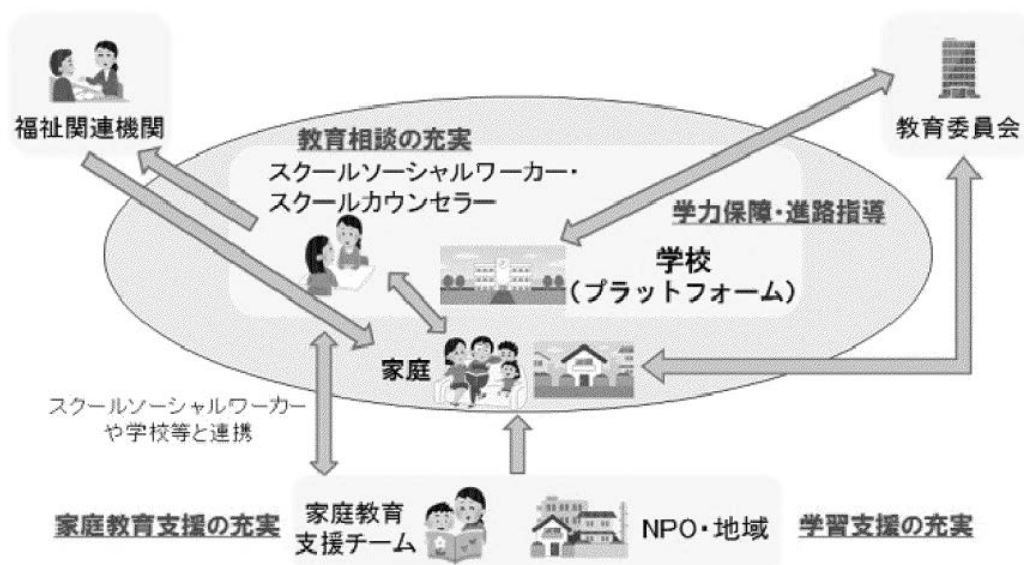 福祉関連機関
教育委員会
教育相談の充実
スクールソーシャルワーカー・
スクールカウンセラー
学力保障・進路指導
学校
(プラットフォーム)
家庭
スクールソーシャルワーカー
や学校等と連携
家庭教育支援の充実
家庭教育
支援チーム
NPO・地域
学習支援の充実